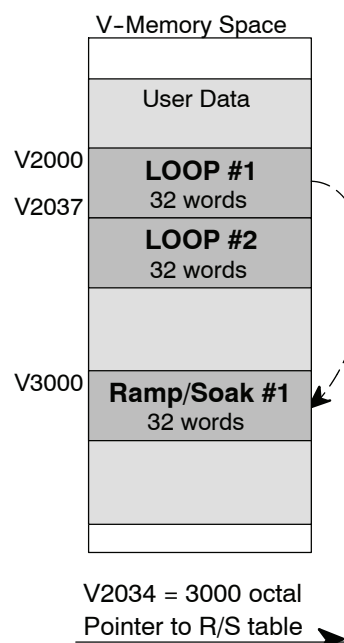 V-Memory Space
User Data
V2000
LOOP #1
32 words
V2037
LOOP #2
32 words
V3000
Ramp/Soak #1
32 words
V2034 = 3000 octal
Pointer to R/S table